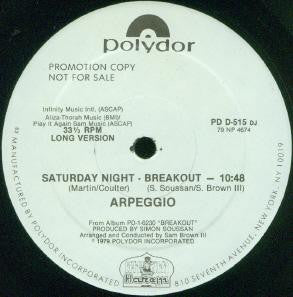 polydor
PROMOTION COPY
NOT FOR SALE
Infinity Music Intl. (ASCAP)
Aliza-Thorah Music (BMI)/
Play It Again Sam Music (ASCAP)
33⅓ RPM
LONG VERSION
PD D-515 DJ
79 NP 4674
SATURDAY NIGHT - BREAKOUT — 10:48
(Martin/Coulter) (S. Soussan/S. Brown III)
ARPEGGIO
From Album PD-1-6230 "BREAKOUT"
PRODUCED BY SIMON SOUSSAN
Arranged and Conducted by Sam Brown III
℗ 1979 POLYDOR INCORPORATED
MANUFACTURED BY POLYDOR INCORPORATED
810 SEVENTH AVENUE, NEW YORK, NY 10019